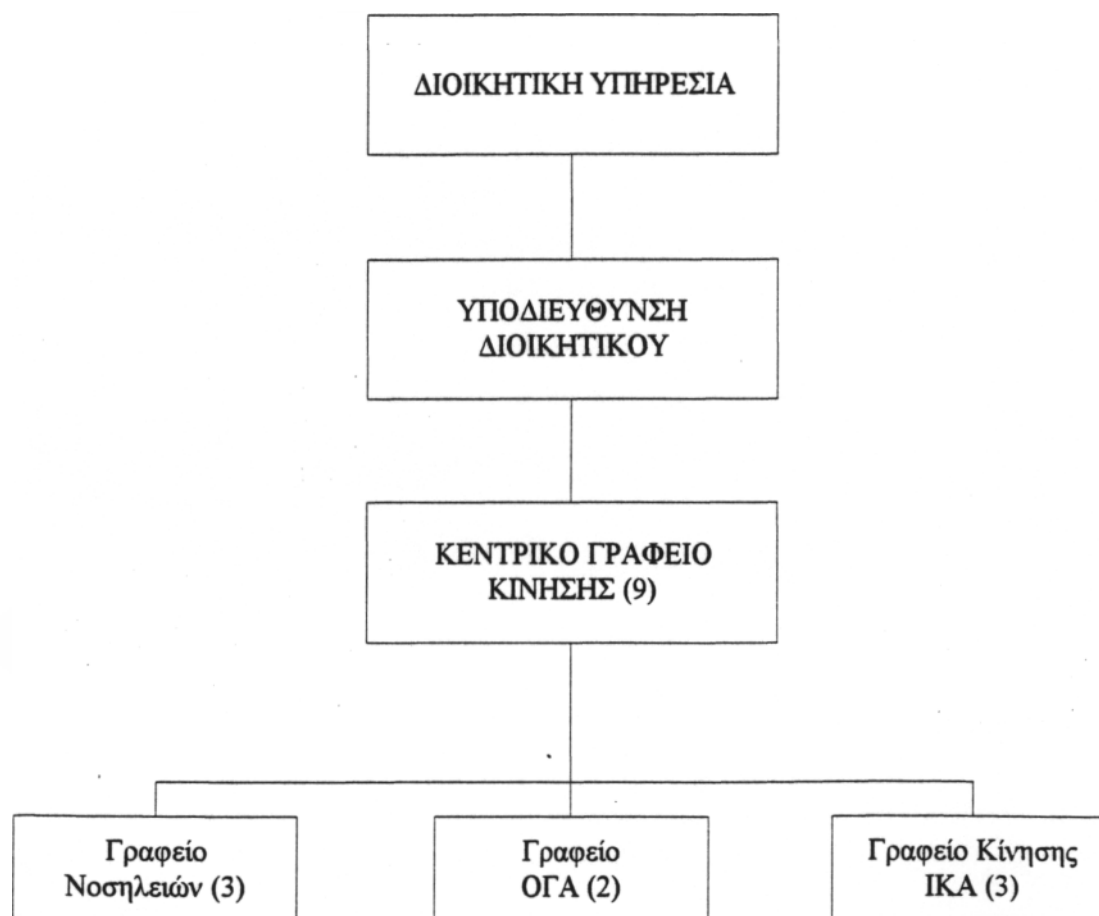 ΔΙΟΙΚΗΤΙΚΗ ΥΠΗΡΕΣΙΑ
ΥΠΟΔΙΕΥΘΥΝΣΗ
ΔΙΟΙΚΗΤΙΚΟΥ
ΚΕΝΤΡΙΚΟ ΓΡΑΦΕΙΟ
ΚΙΝΗΣΗΣ (9)
Γραφείο
Νοσηλειών (3)
Γραφείο
ΟΓΑ (2)
Γραφείο Κίνησης
ΙΚΑ (3)